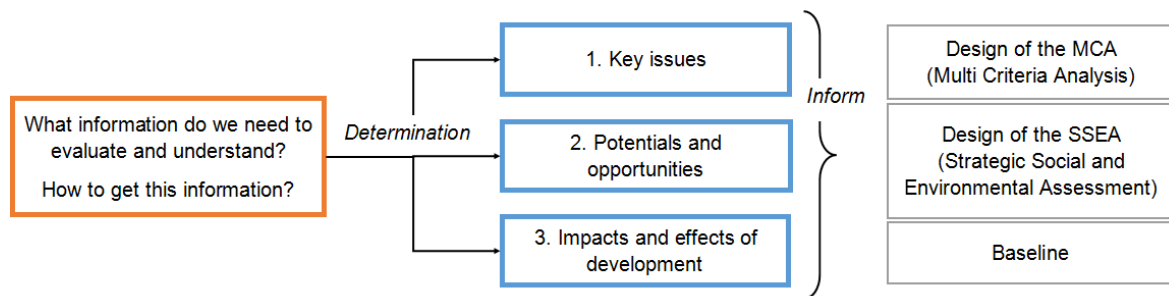 What information do we need to
evaluate and understand?
How to get this information?
Determination
1. Key issues
2. Potentials and
opportunities
3. Impacts and effects of
development
Inform
Design of the MCA
(Multi Criteria Analysis)
Design of the SSEA
(Strategic Social and
Environmental Assessment)
Baseline